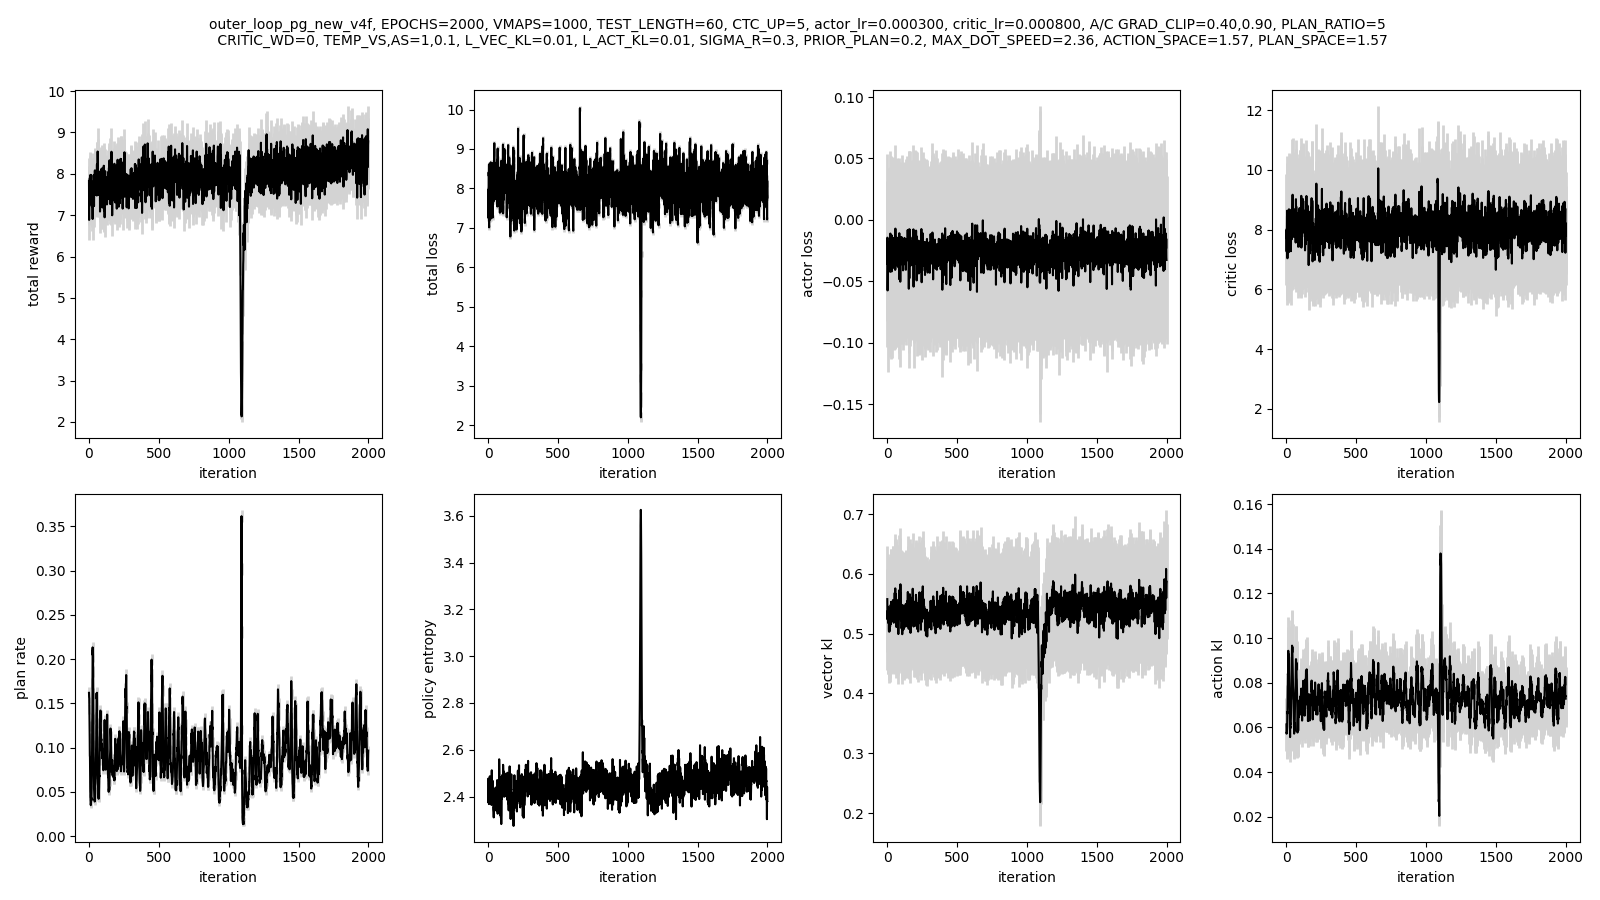 outer_loop_pg_new_v4f, EPOCHS=2000, VMAPS=1000, TEST_LENGTH=60, CTC_UP=5, actor_lr=0.000300, critic_lr=0.000800, A/C GRAD_CLIP=0.40,0.90, PLAN_RATIO=5
CRITIC_WD=0, TEMP_VS,AS=1,0.1, L_VEC_KL=0.01, L_ACT_KL=0.01, SIGMA_R=0.3, PRIOR_PLAN=0.2, MAX_DOT_SPEED=2.36, ACTION_SPACE=1.57, PLAN_SPACE=1.57
total reward
10
9
8
7
6
5
4
3
2
0 500 1000 1500 2000
iteration
total loss
10
9
8
7
6
5
4
3
2
0 500 1000 1500 2000
iteration
actor loss
0.10
0.05
0.00
−0.05
−0.10
−0.15
0 500 1000 1500 2000
iteration
critic loss
12
10
8
6
4
2
0 500 1000 1500 2000
iteration
plan rate
0.35
0.30
0.25
0.20
0.15
0.10
0.05
0.00
0 500 1000 1500 2000
iteration
policy entropy
3.6
3.4
3.2
3.0
2.8
2.6
2.4
0 500 1000 1500 2000
iteration
vector kl
0.7
0.6
0.5
0.4
0.3
0.2
0 500 1000 1500 2000
iteration
action kl
0.16
0.14
0.12
0.10
0.08
0.06
0.04
0.02
0 500 1000 1500 2000
iteration